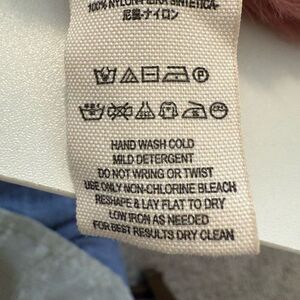 100% NYLON-FIBRA SINTETICA-
尼龍-ナイロン
HAND WASH COLD
MILD DETERGENT
DO NOT WRING OR TWIST
USE ONLY NON-CHLORINE BLEACH
RESHAPE & LAY FLAT TO DRY
LOW IRON AS NEEDED
FOR BEST RESULTS DRY CLEAN